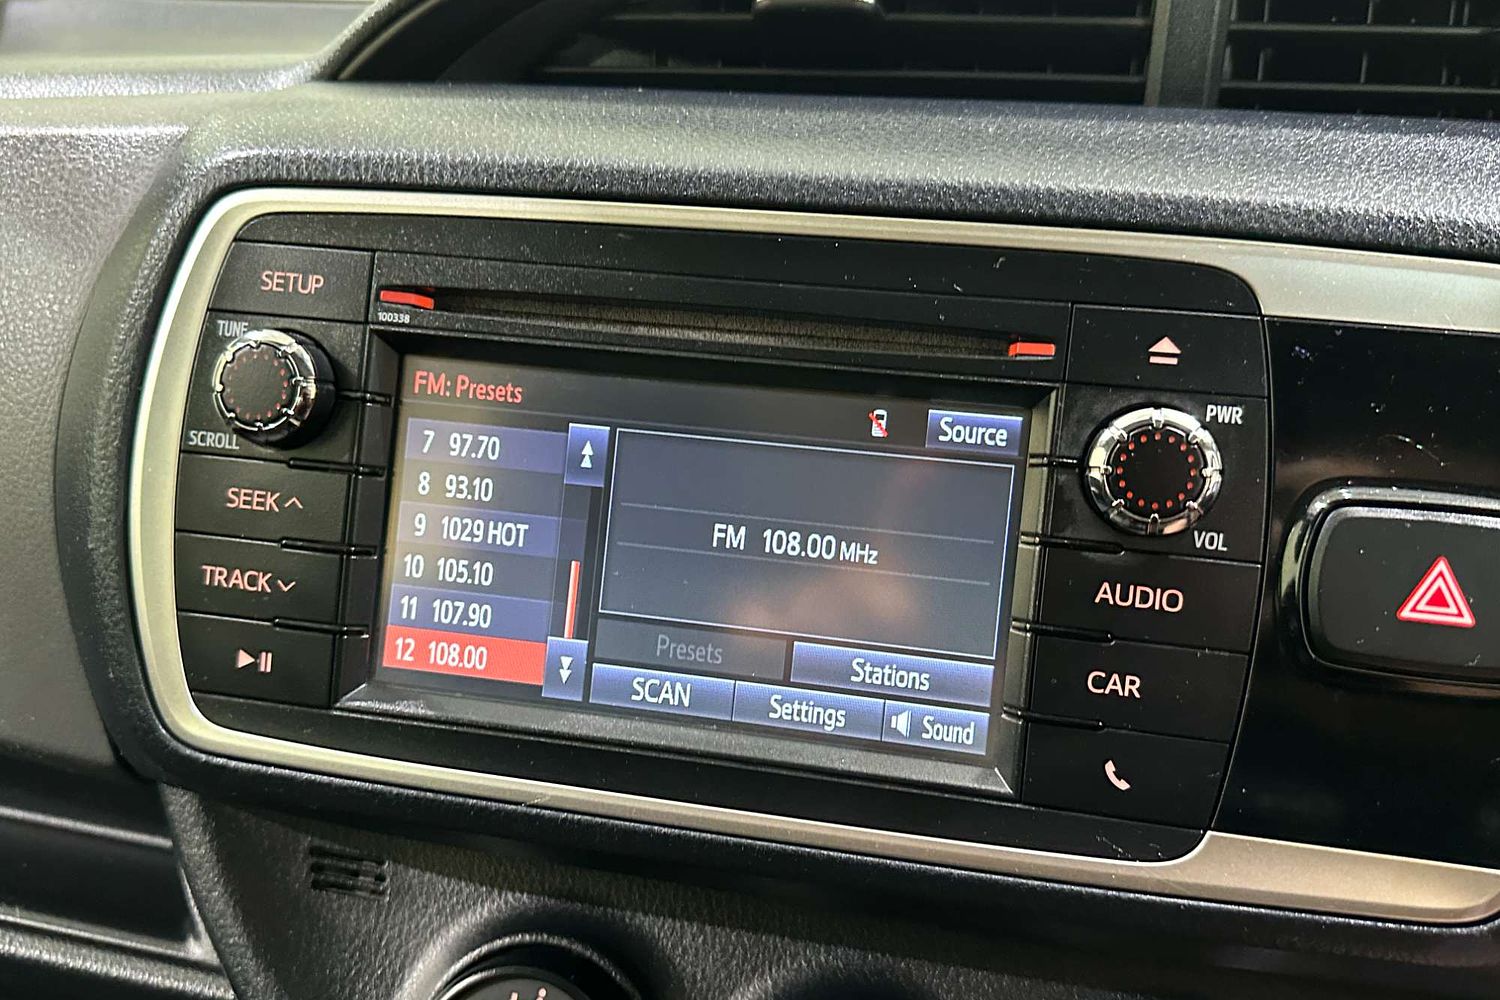 SETUP
100338
TUNE
SCROLL
SEEK
TRACK
FM: Presets
Source
7 97.70
8 93.10
9 1029 HOT
10 105.10
11 107.90
12 108.00
FM 108.00 MHz
Presets
Stations
SCAN
Settings
Sound
PWR
VOL
AUDIO
CAR